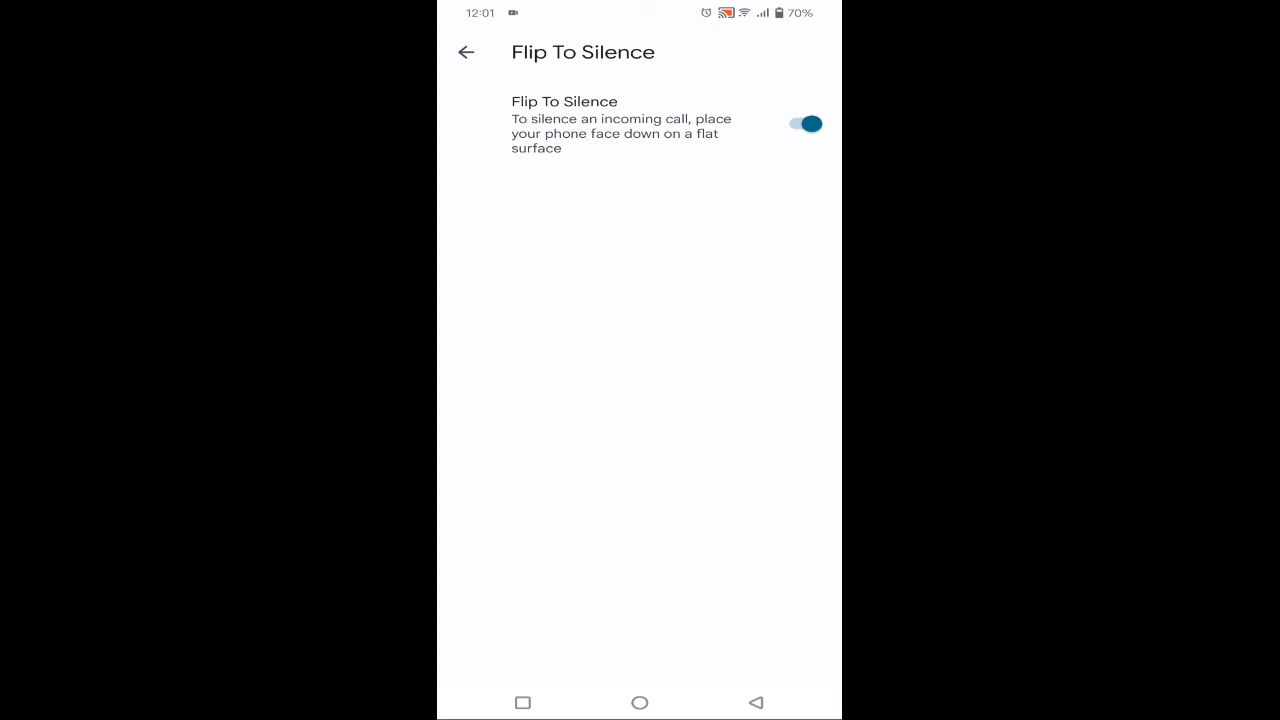 12:01 70%
Flip To Silence
Flip To Silence
To silence an incoming call, place
your phone face down on a flat
surface